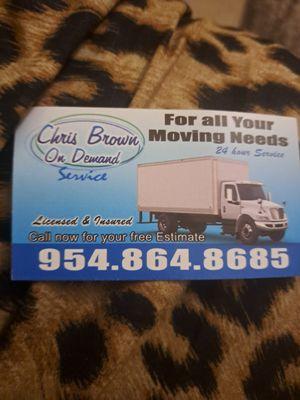 Chris Brown
On Demand
Service
For all Your
Moving Needs
24 hour Service
Licensed & Insured
Call now for your free Estimate
954.864.8685